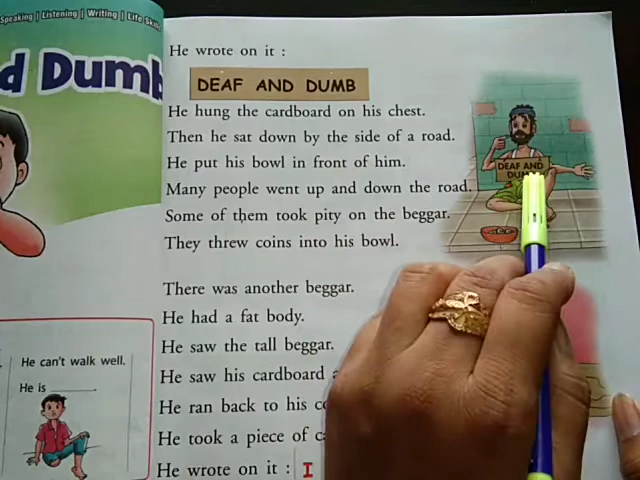 Speaking | Listening | Writing | Life Skills
d Dumb
He can't walk well.
He is
He wrote on it :
DEAF AND DUMB
He hung the cardboard on his chest.
Then he sat down by the side of a road.
He put his bowl in front of him.
Many people went up and down the road.
Some of them took pity on the beggar.
They threw coins into his bowl.
DEAF AND
DUMB
There was another beggar.
He had a fat body.
He saw the tall beggar.
He saw his cardboard
He ran back to his
He took a piece of
He wrote on it : I